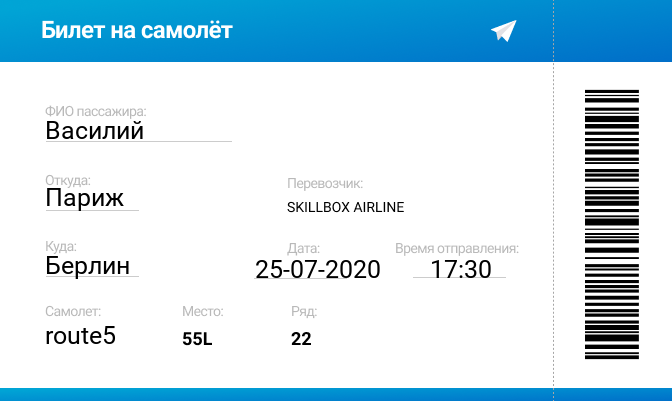 Билет на самолёт
ФИО пассажира:
Василий
Откуда:
Париж
Перевозчик:
SKILLBOX AIRLINE
Куда:
Берлин
Дата:
25-07-2020
Время отправления:
17:30
Самолет:
route5
Место:
55L
Ряд:
22